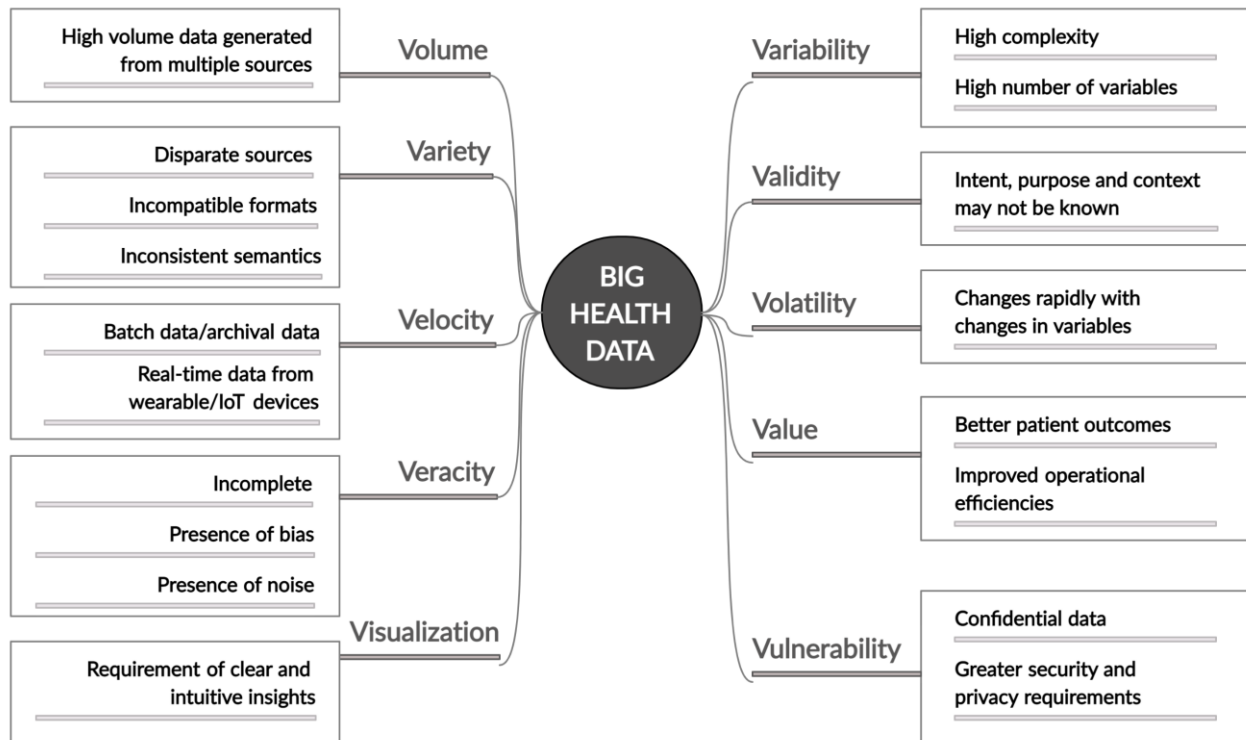 High volume data generated
from multiple sources
Volume
Disparate sources
Incompatible formats
Inconsistent semantics
Variety
Batch data/archival data
Real-time data from
wearable/IoT devices
Velocity
Incomplete
Presence of bias
Presence of noise
Veracity
Requirement of clear and
intuitive insights
Visualization
BIG
HEALTH
DATA
Variability
High complexity
High number of variables
Validity
Intent, purpose and context
may not be known
Volatility
Changes rapidly with
changes in variables
Value
Better patient outcomes
Improved operational
efficiencies
Vulnerability
Confidential data
Greater security and
privacy requirements